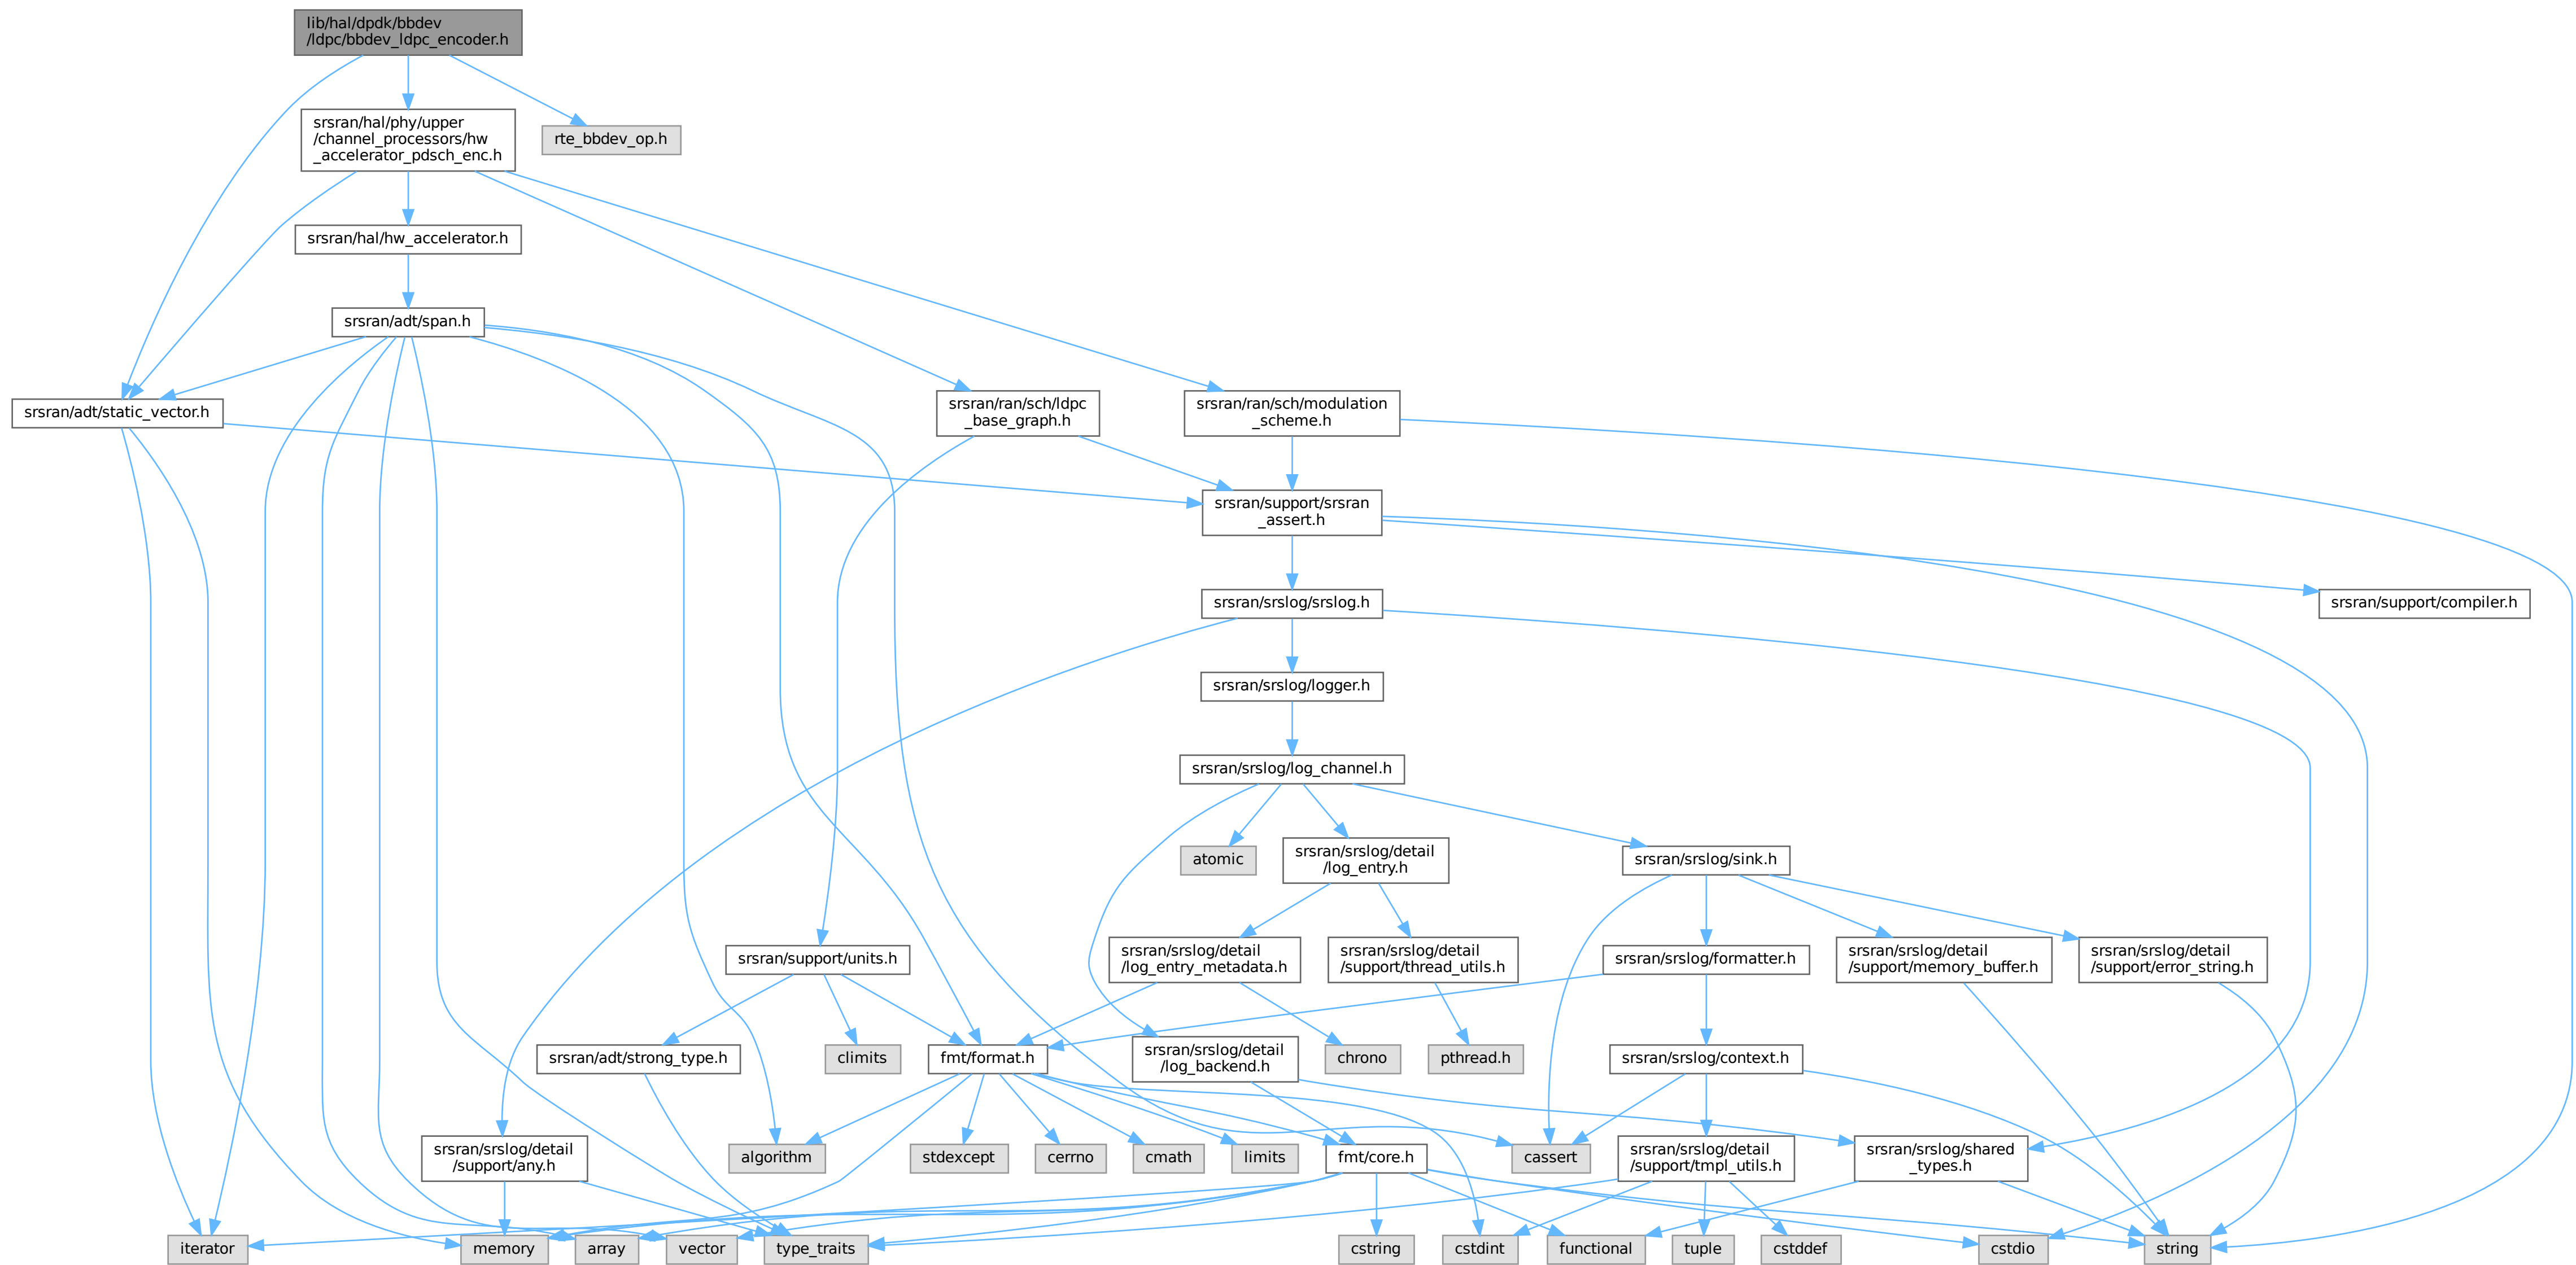 lib/hal/dpdk/bbdev
/ldpc/bbdev_ldpc_encoder.h
srsran/hal/phy/upper
/channel_processors/hw
_accelerator_pdsch_enc.h
rte_bbdev_op.h
srsran/hal/hw_accelerator.h
srsran/adt/span.h
srsran/adt/static_vector.h
srsran/ran/sch/ldpc
_base_graph.h
srsran/ran/sch/modulation
_scheme.h
srsran/support/srsran
_assert.h
srsran/srslog/srslog.h
srsran/support/compiler.h
srsran/srslog/logger.h
srsran/srslog/log_channel.h
atomic
srsran/srslog/detail
/log_entry.h
srsran/srslog/sink.h
srsran/support/units.h
srsran/srslog/detail
/log_entry_metadata.h
srsran/srslog/detail
/support/thread_utils.h
srsran/srslog/formatter.h
srsran/srslog/detail
/support/memory_buffer.h
srsran/srslog/detail
/support/error_string.h
srsran/adt/strong_type.h
climits
fmt/format.h
srsran/srslog/detail
/log_backend.h
chrono
pthread.h
srsran/srslog/context.h
srsran/srslog/detail
/support/any.h
algorithm
stdexcept
cerrno
cmath
limits
fmt/core.h
cassert
srsran/srslog/detail
/support/tmpl_utils.h
srsran/srslog/shared
_types.h
iterator
memory
array
vector
type_traits
cstring
cstdint
functional
tuple
cstddef
cstdio
string